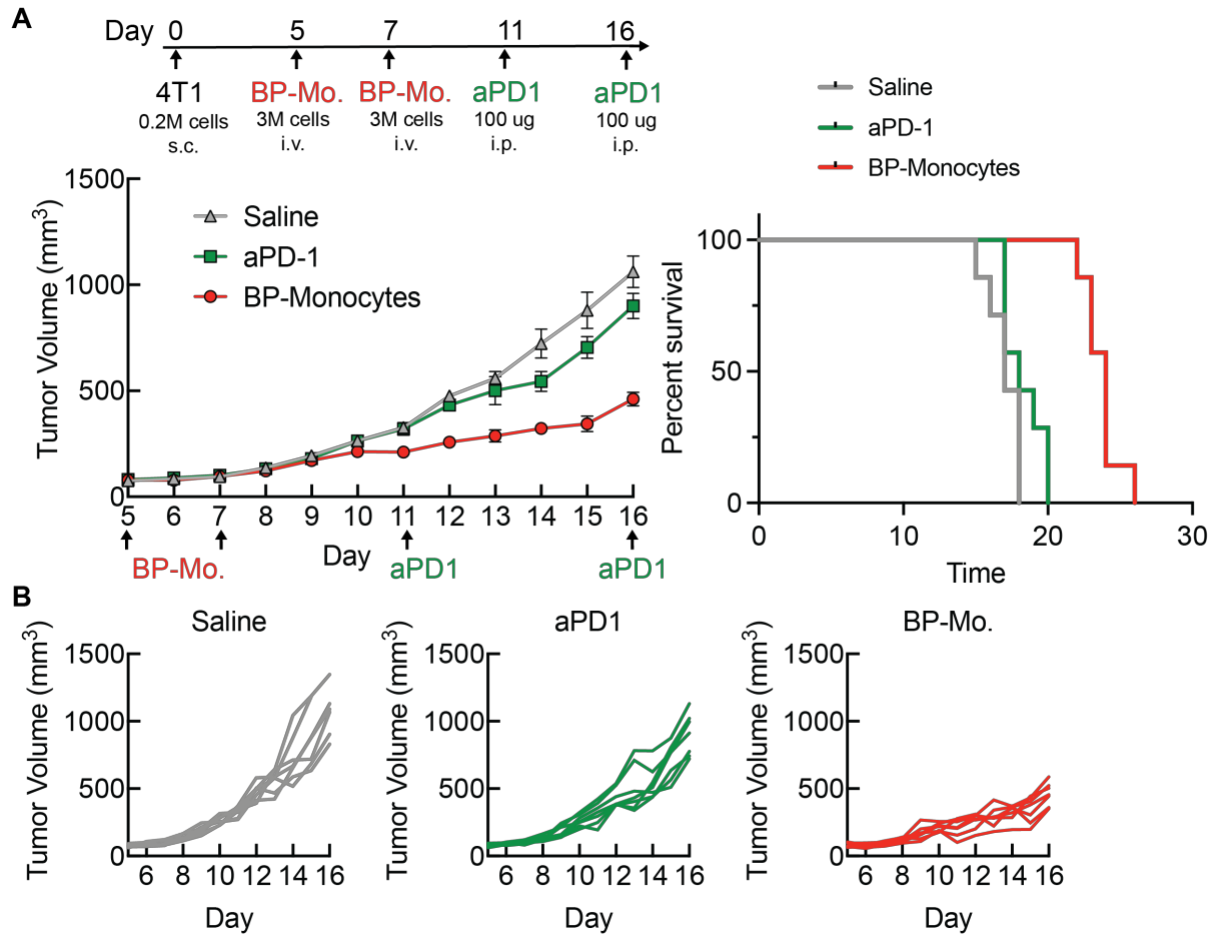 A
Day 0 5 7 11 16
4T1 BP-Mo. BP-Mo. aPD1 aPD1
0.2M cells 3M cells 3M cells 100 ug 100 ug
s.c. i.v. i.v. i.p. i.p.
Tumor Volume (mm³)
1500
1000
500
0
Saline
aPD-1
BP-Monocytes
5 6 7 8 9 10 11 12 13 14 15 16
Day
BP-Mo. aPD1 aPD1
Saline
aPD-1
BP-Monocytes
Percent survival
100
50
0
0 10 20 30
Time
B
Saline
Tumor Volume (mm³)
1500
1000
500
0
6 8 10 12 14 16
Day
aPD1
Tumor Volume (mm³)
1500
1000
500
0
6 8 10 12 14 16
Day
BP-Mo.
Tumor Volume (mm³)
1500
1000
500
0
6 8 10 12 14 16
Day